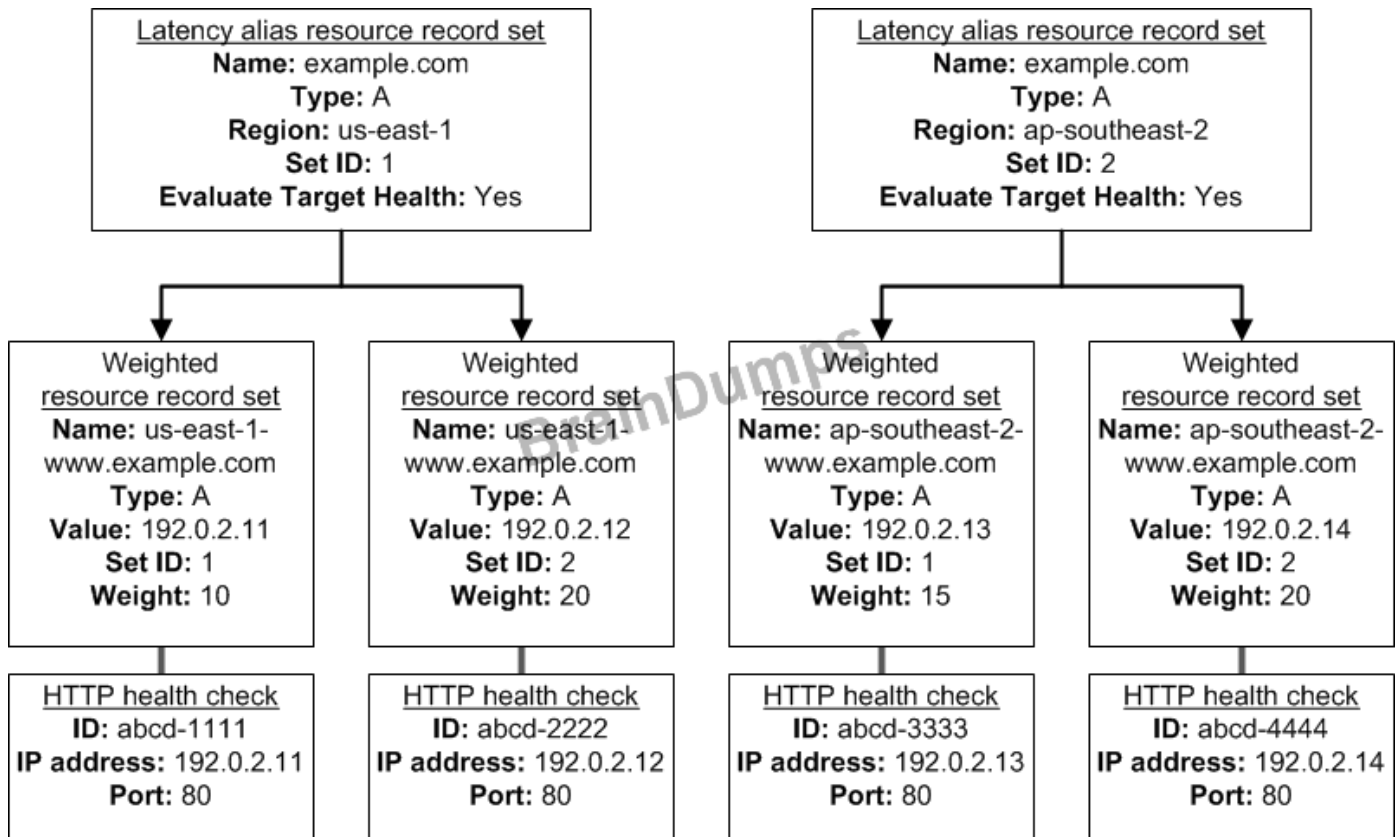 Latency alias resource record set
Name: example.com
Type: A
Region: us-east-1
Set ID: 1
Evaluate Target Health: Yes
Latency alias resource record set
Name: example.com
Type: A
Region: ap-southeast-2
Set ID: 2
Evaluate Target Health: Yes
Weighted
resource record set
Name: us-east-1-
www.example.com
Type: A
Value: 192.0.2.11
Set ID: 1
Weight: 10
Weighted
resource record set
Name: us-east-1-
www.example.com
Type: A
Value: 192.0.2.12
Set ID: 2
Weight: 20
Weighted
resource record set
Name: ap-southeast-2-
www.example.com
Type: A
Value: 192.0.2.13
Set ID: 1
Weight: 15
Weighted
resource record set
Name: ap-southeast-2-
www.example.com
Type: A
Value: 192.0.2.14
Set ID: 2
Weight: 20
BrainDumps
HTTP health check
ID: abcd-1111
IP address: 192.0.2.11
Port: 80
HTTP health check
ID: abcd-2222
IP address: 192.0.2.12
Port: 80
HTTP health check
ID: abcd-3333
IP address: 192.0.2.13
Port: 80
HTTP health check
ID: abcd-4444
IP address: 192.0.2.14
Port: 80